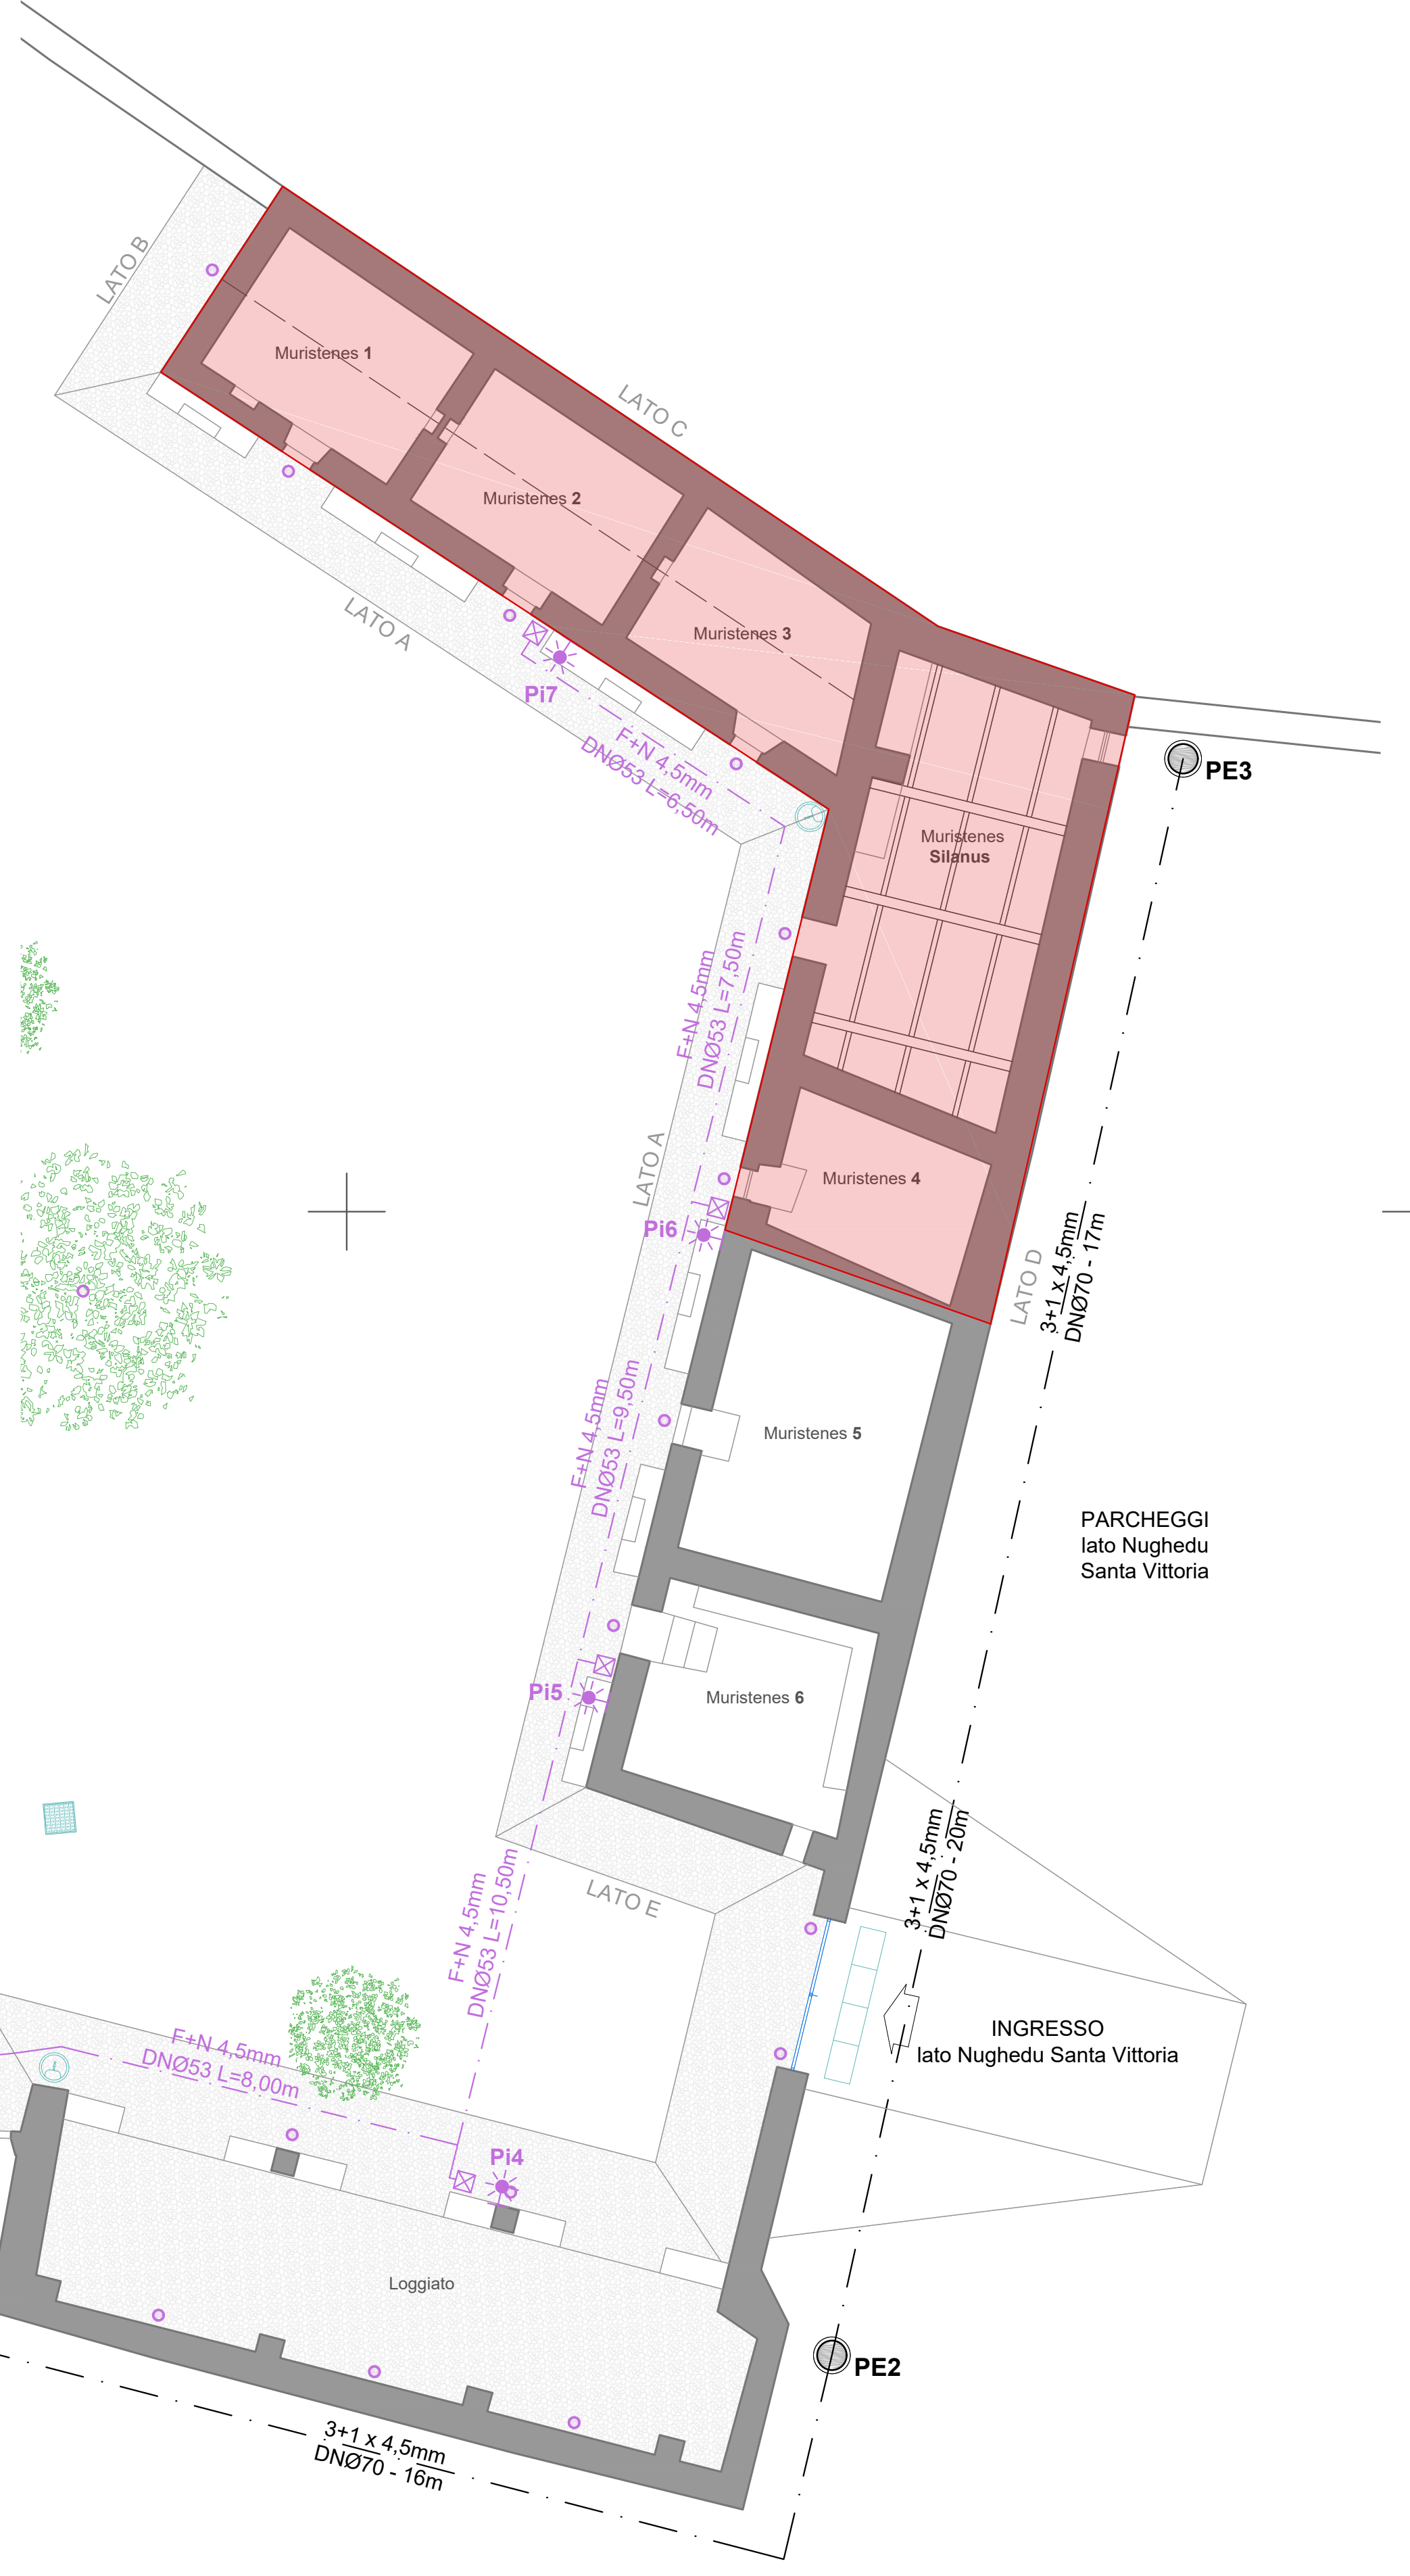 LATO B
Muristenes 1
LATO C
Muristenes 2
LATO A
Muristenes 3
Pi7
F+N 4,5mm
DNØ53 L=6,50m
PE3
Muristenes
Silanus
F+N 4,5mm
DNØ53 L=7,50m
LATO A
Muristenes 4
Pi6
LATO D
3+1 x 4,5mm
DNØ70 - 17m
F+N 4,5mm
DNØ53 L=9,50m
Muristenes 5
PARCHEGGI
lato Nughedu
Santa Vittoria
Pi5
Muristenes 6
3+1 x 4,5mm
DNØ70 - 20m
LATO E
F+N 4,5mm
DNØ53 L=10,50m
INGRESSO
lato Nughedu Santa Vittoria
F+N 4,5mm
DNØ53 L=8,00m
Pi4
Loggiato
PE2
3+1 x 4,5mm
DNØ70 - 16m